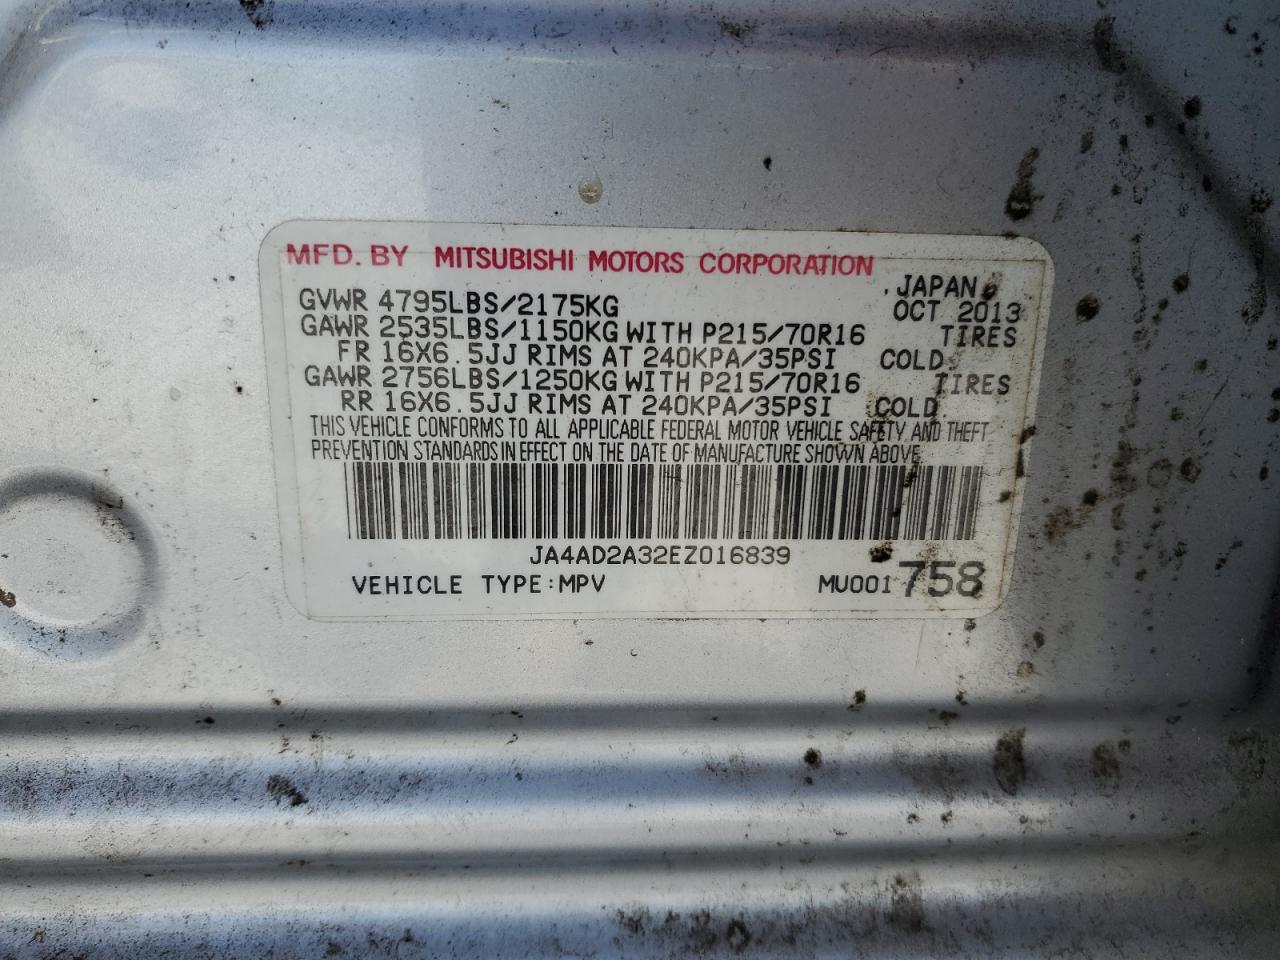 MFD. BY MITSUBISHI MOTORS CORPORATION
JAPAN
GVWR 4795LBS/2175KG OCT 2013
GAWR 2535LBS/1150KG WITH P215/70R16 TIRES
FR 16X6.5JJ RIMS AT 240KPA/35PSI COLD.
GAWR 2756LBS/1250KG WITH P215/70R16 TIRES
RR 16X6.5JJ RIMS AT 240KPA/35PSI COLD.
THIS VEHICLE CONFORMS TO ALL APPLICABLE FEDERAL MOTOR VEHICLE SAFETY AND THEFT
PREVENTION STANDARDS IN EFFECT ON THE DATE OF MANUFACTURE SHOWN ABOVE.
JA4AD2A32EZ016839
VEHICLE TYPE:MPV MU001758